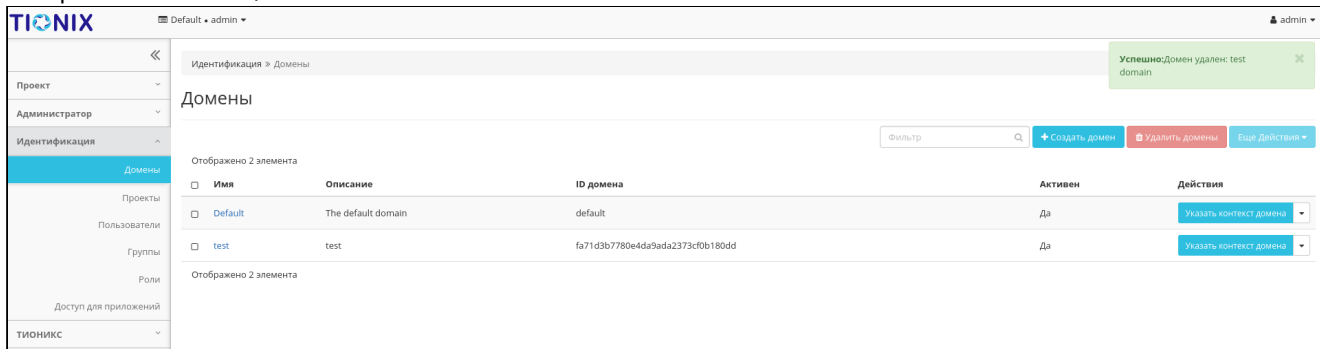 TIONIX
Default • admin
admin
Идентификация » Домены
Успешно:Домен удален: test
domain
Проект
Администратор
Идентификация
Домены
Проекты
Пользователи
Группы
Роли
Доступ для приложений
ТИОНИКС
Домены
Фильтр
Создать домен
Удалить домены
Еще Действия
Отображено 2 элемента
Имя Описание ID домена Активен Действия
Default The default domain default Да Указать контекст домена
test test fa71d3b7780e4da9ada2373cf0b180dd Да Указать контекст домена
Отображено 2 элемента